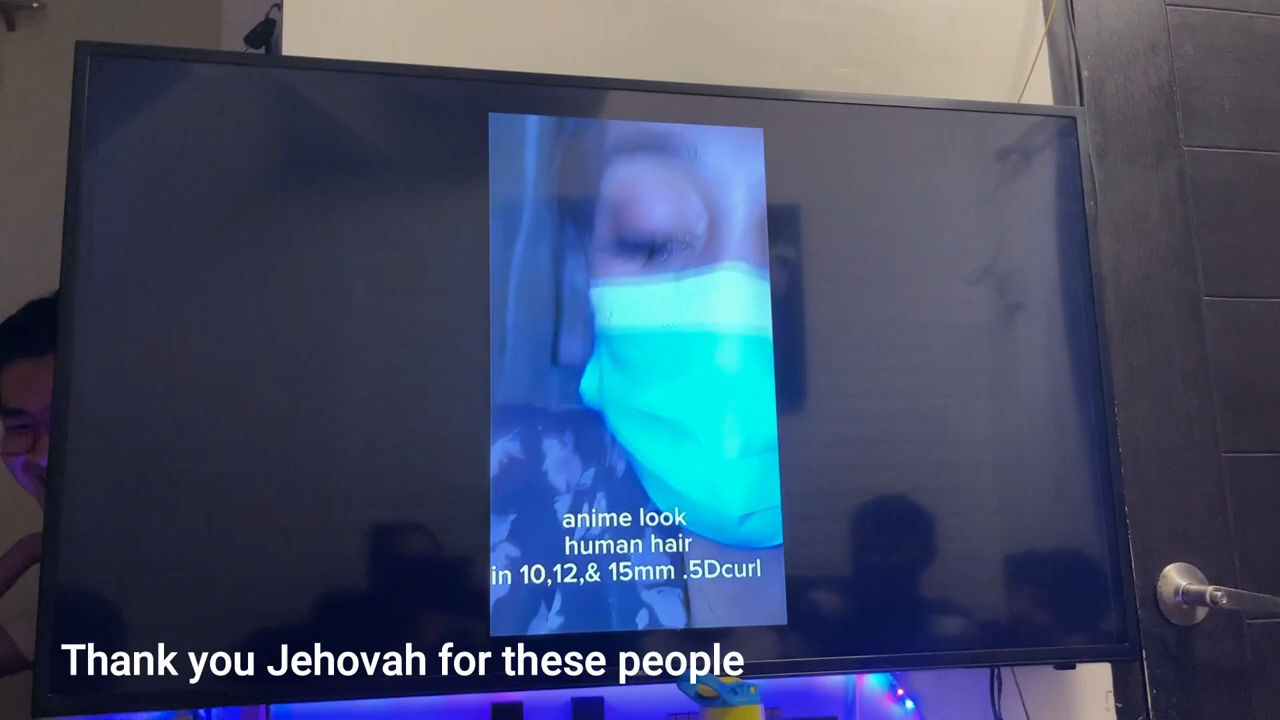 anime look
human hair
in 10,12,& 15mm .5Dcurl
Thank you Jehovah for these people